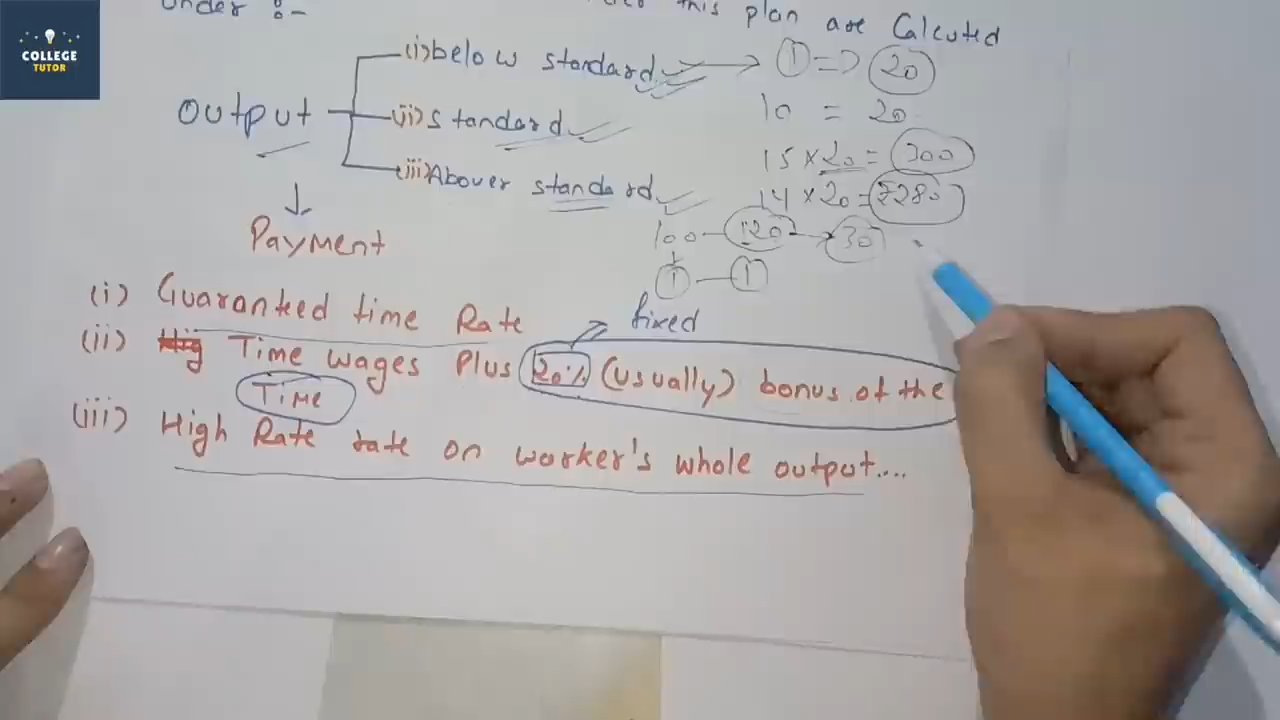 Under :-
this plan are Calcuted
COLLEGE
TUTOR
(i) below standard → 1 => 20
10 = 20
Output (ii) standard
15 × 20 = 300
(iii) Abover standard
14 × 20 = ₹280
100 - 120 → 30
1 - 1
Payment
(i) Guaranteed time Rate
fixed
(ii) Hig Time wages Plus 20% (usually) bonus of the
Time
(iii) High Rate rate on worker's whole output....